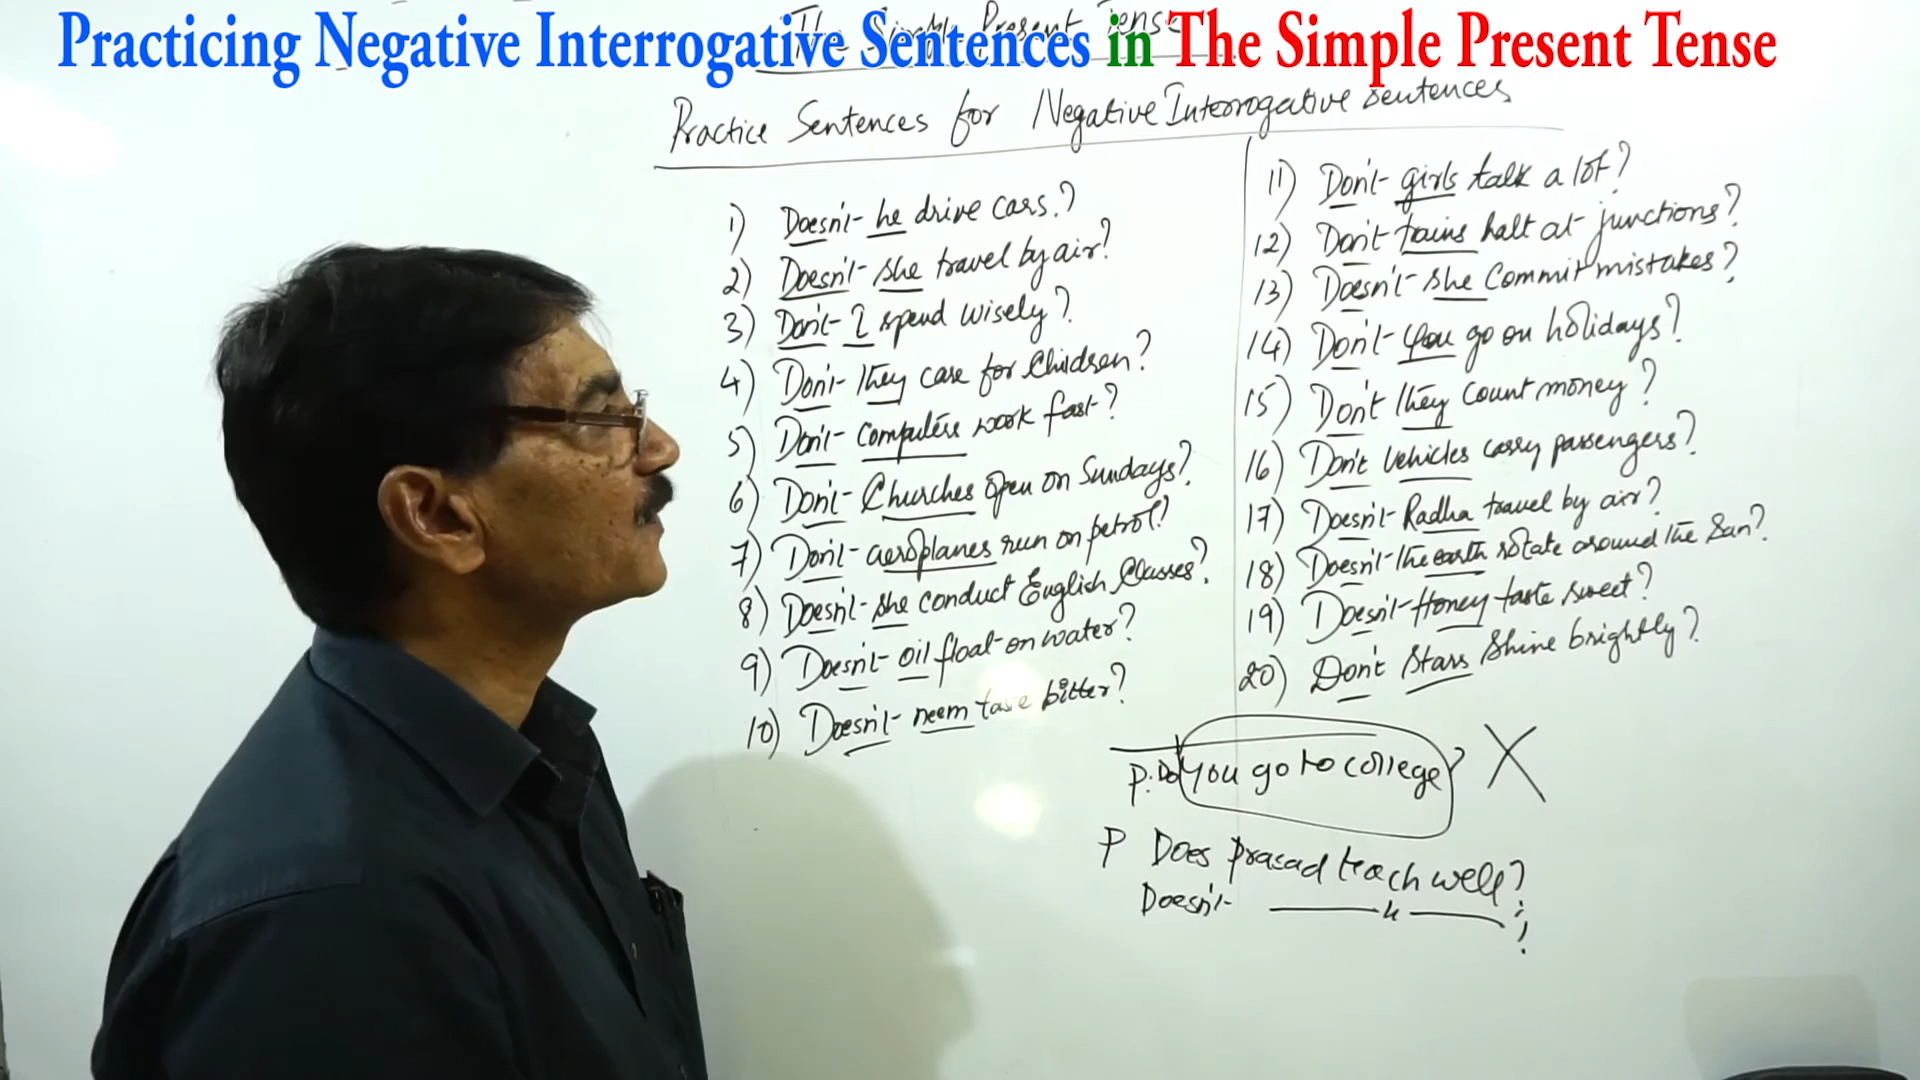 Practicing Negative Interrogative Sentences in The Simple Present Tense
The Simple Present Tense
Practice Sentences for Negative Interrogative Sentences
1) Doesn't he drive cars.?
2) Doesn't she travel by air?
3) Don't I spend wisely?
4) Don't they care for Children?
5) Don't computers work fast?
6) Don't Churches open on Sundays?
7) Don't aeroplanes run on petrol?
8) Doesn't she conduct English Classes?
9) Doesn't oil float on water?
10) Doesn't neem taste bitter?
11) Don't girls talk a lot?
12) Don't trains halt at junctions?
13) Doesn't she Commit mistakes?
14) Don't you go on holidays?
15) Don't they count money?
16) Don't vehicles carry passengers?
17) Doesn't Radha travel by air?
18) Doesn't the earth rotate around the Sun?
19) Doesn't Honey taste sweet?
20) Don't stars shine brightly?
P: Do You go to college? X
P Does prasad teach well?
Doesn't — " — ?